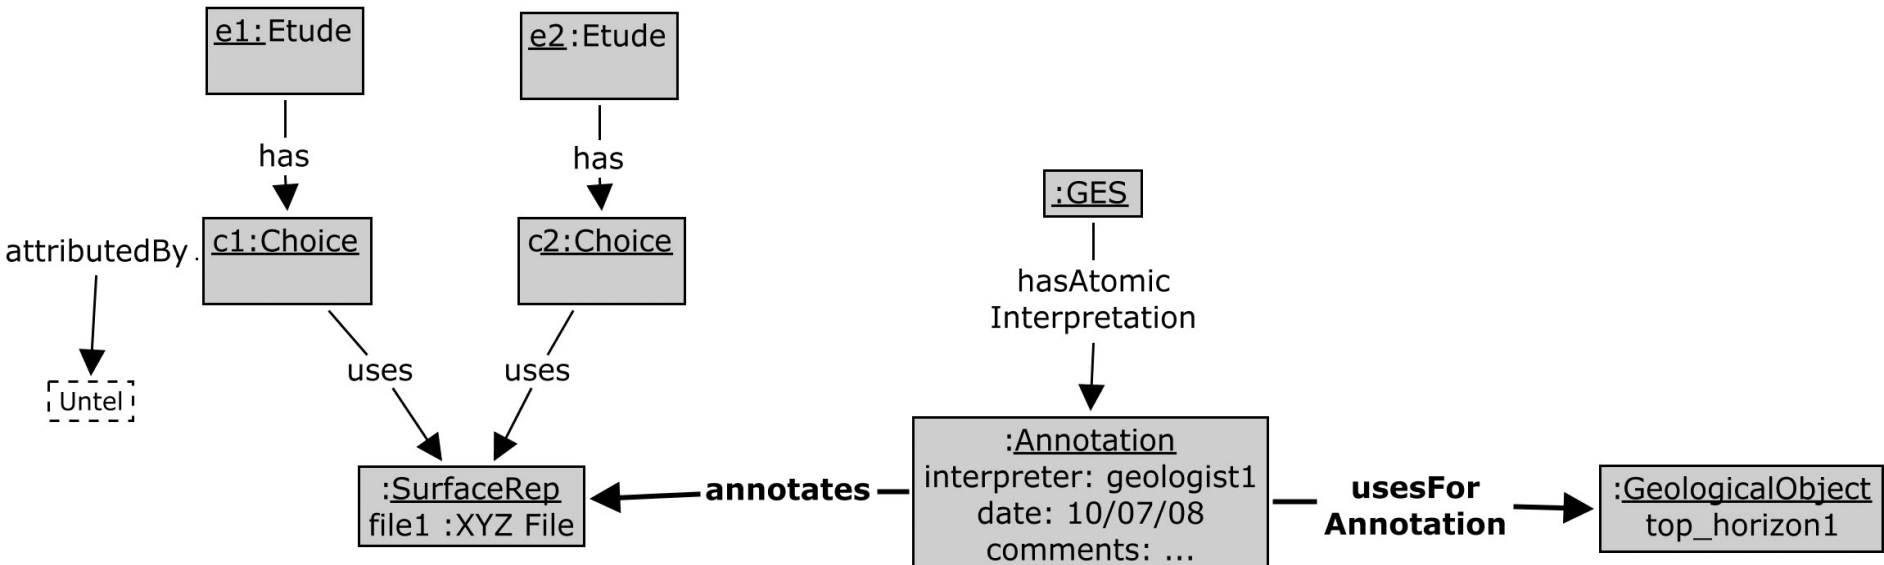 e1:Etude
e2:Etude
has
has
:GES
attributedBy
c1:Choice
c2:Choice
hasAtomic
Interpretation
uses
uses
Untel
:Annotation
interpreter: geologist1
date: 10/07/08
comments: ...
:SurfaceRep
file1 :XYZ File
annotates
usesFor
Annotation
:GeologicalObject
top_horizon1